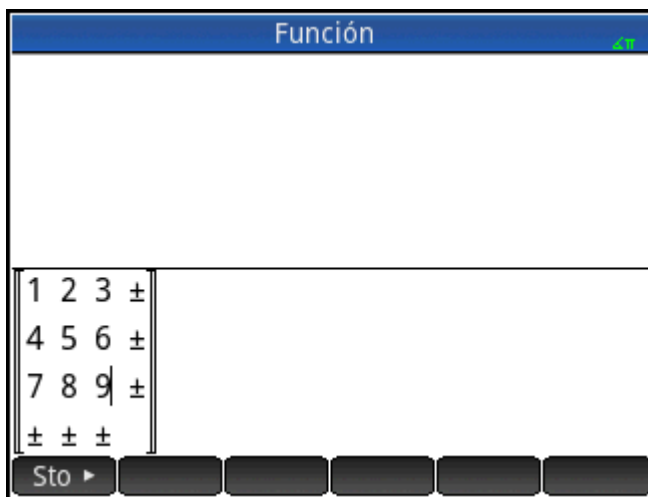 Función
∡π
1 2 3 ±
4 5 6 ±
7 8 9 ±
± ± ±
Sto ►